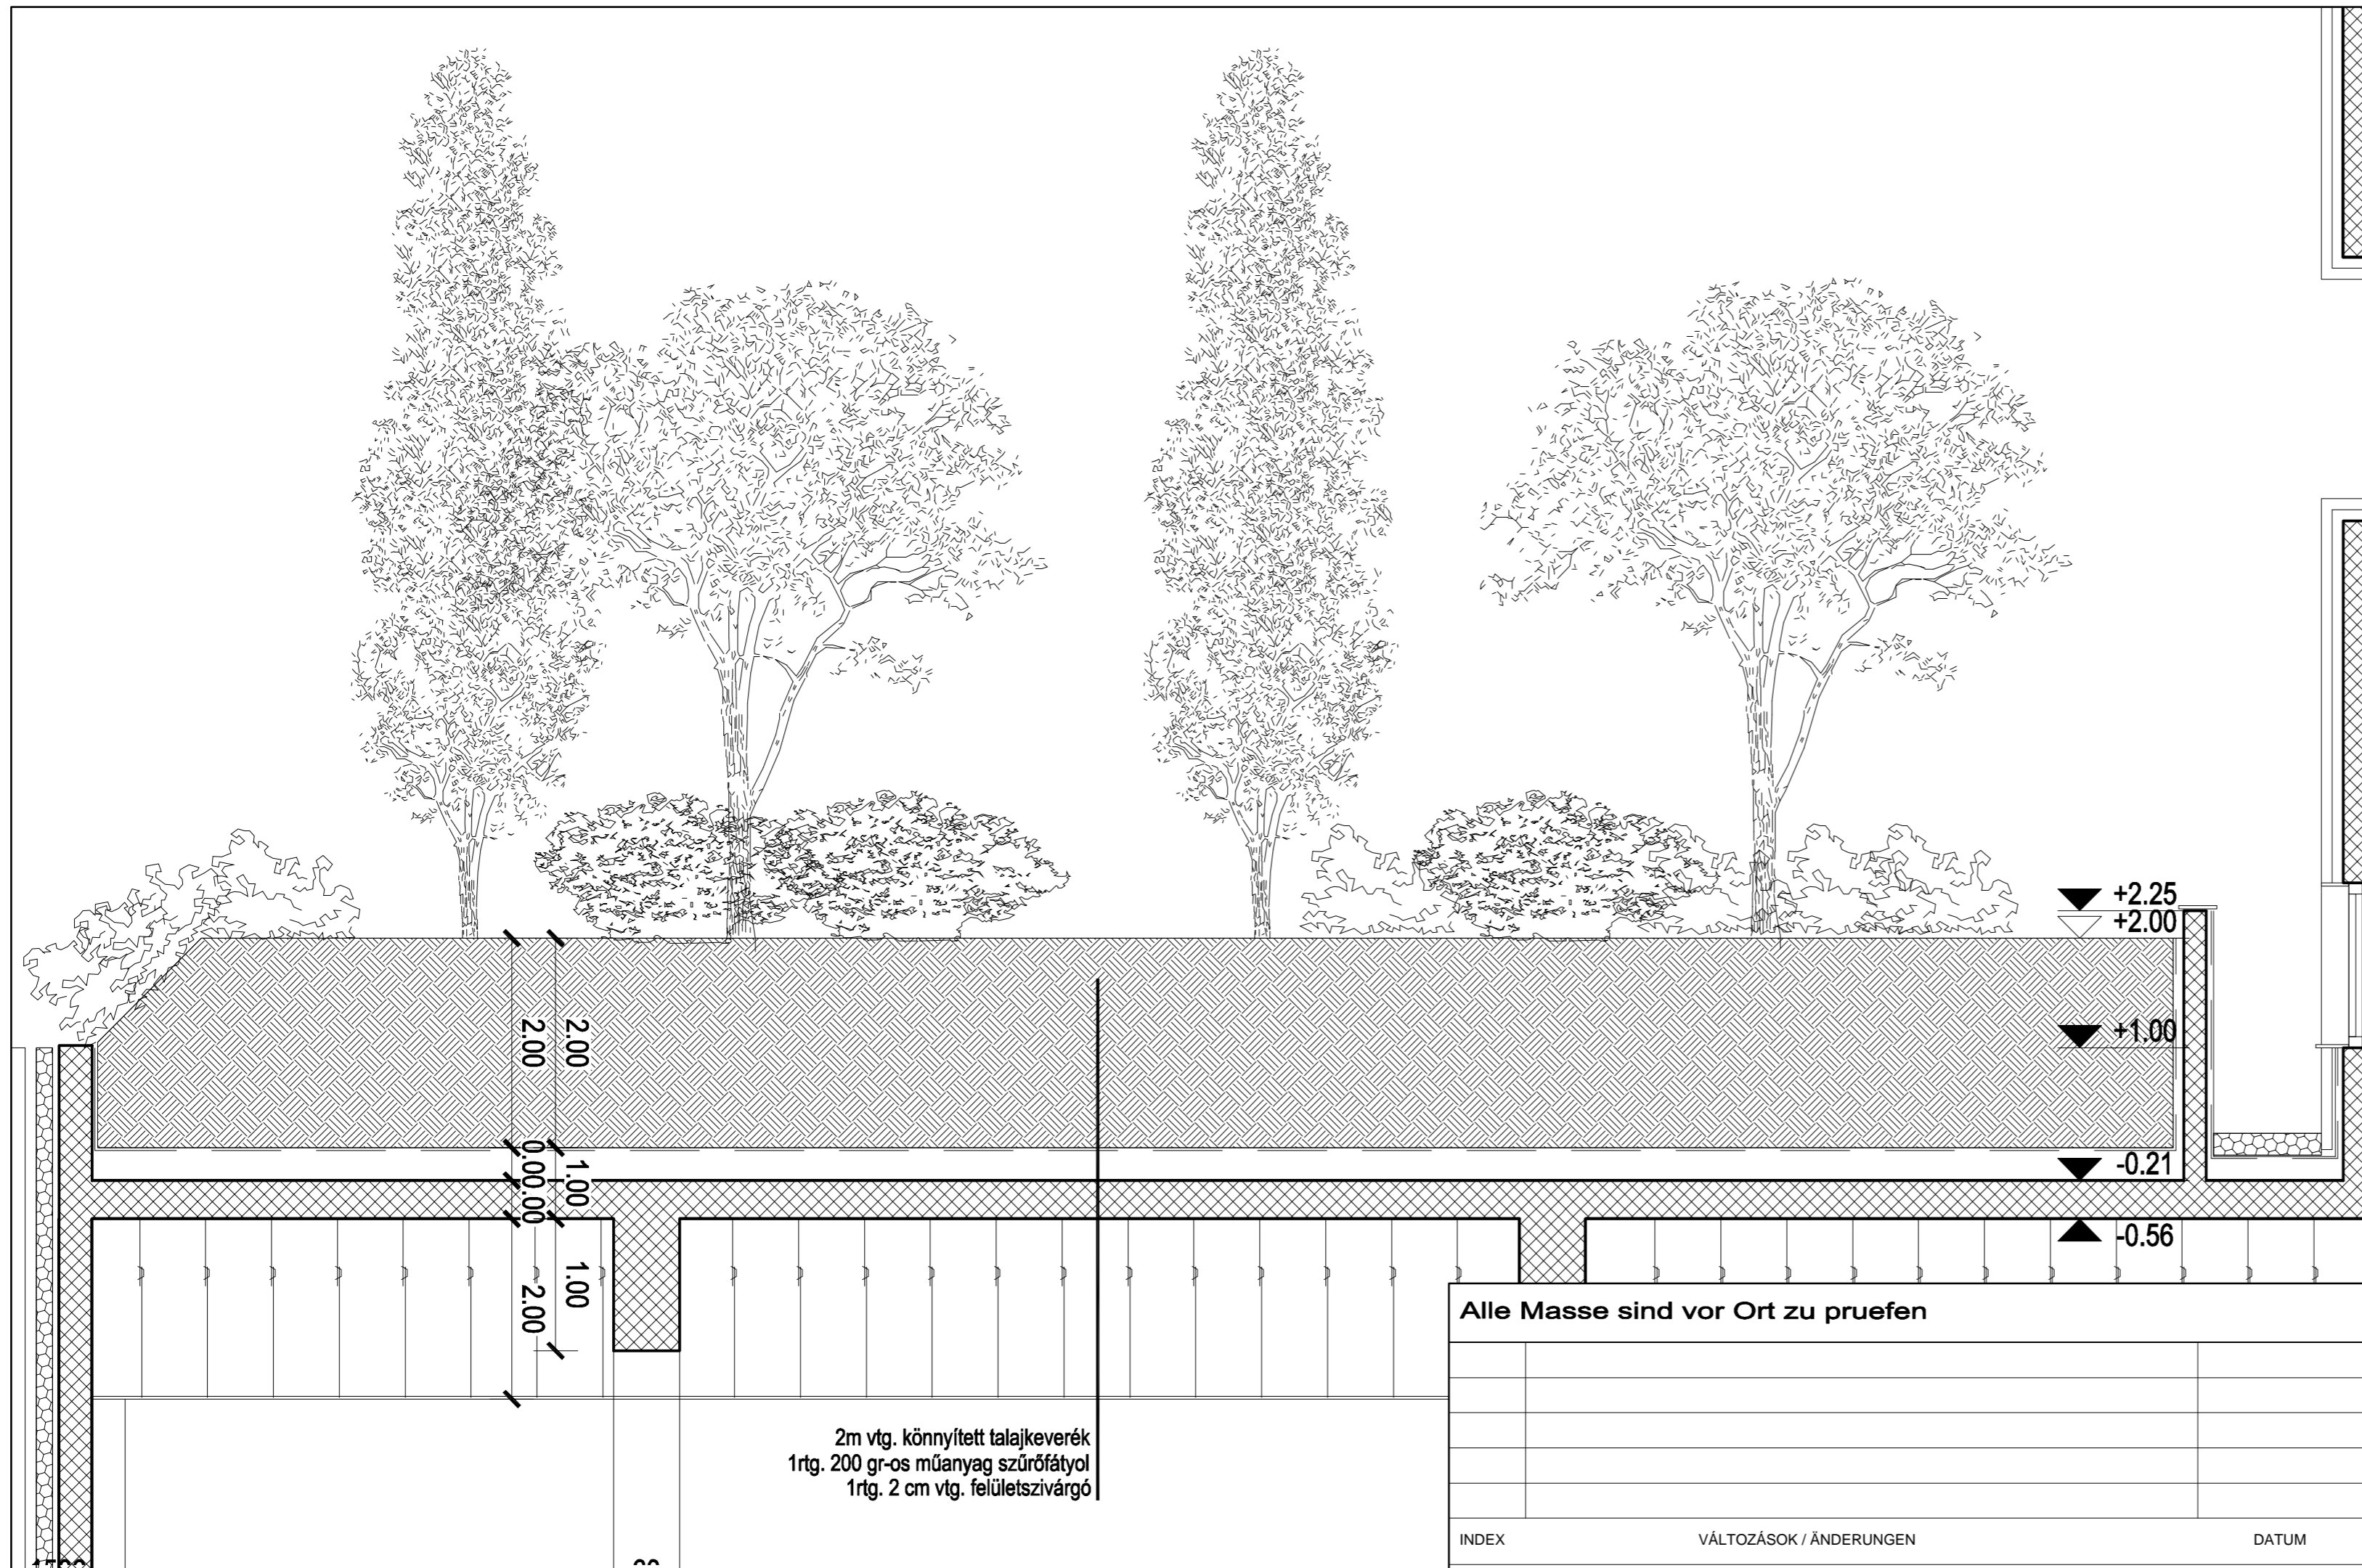 +2.25
+2.00
+1.00
-0.21
-0.56
2.00
2.00
0.00
0.00
1.00
1.00
2.00
2m vtg. könnyített talajkeverék
1rtg. 200 gr-os műanyag szűrőfátyol
1rtg. 2 cm vtg. felületszivárgó
Alle Masse sind vor Ort zu pruefen
INDEX VÁLTOZÁSOK / ÄNDERUNGEN DATUM